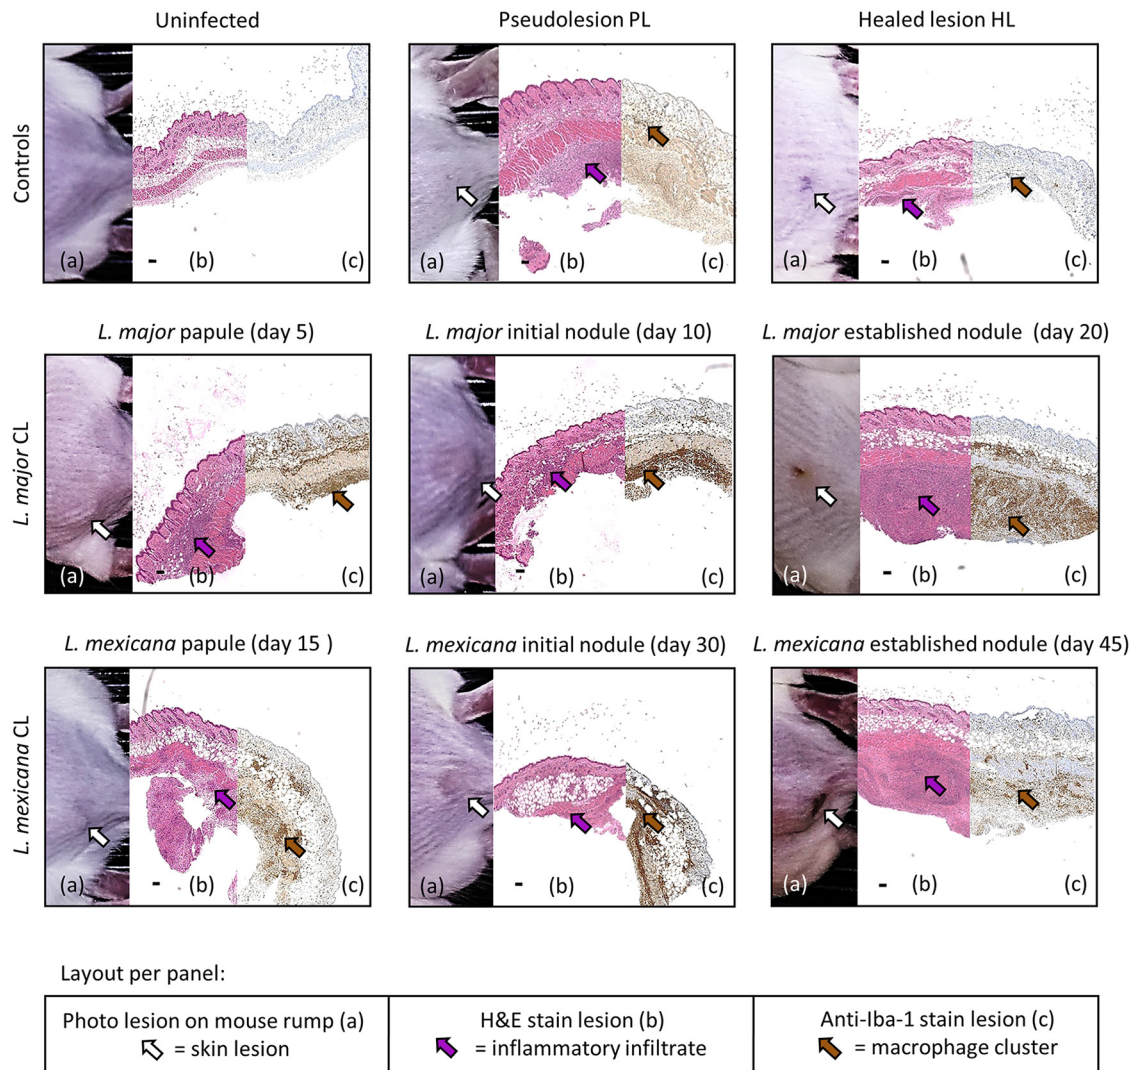 Uninfected
Pseudolesion PL
Healed lesion HL
Controls
(a)
(b)
(c)
(a)
(b)
(c)
(a)
(b)
(c)
L. major papule (day 5)
L. major initial nodule (day 10)
L. major established nodule (day 20)
L. major CL
(a)
(b)
(c)
(a)
(b)
(c)
(a)
(b)
(c)
L. mexicana papule (day 15 )
L. mexicana initial nodule (day 30)
L. mexicana established nodule (day 45)
L. mexicana CL
(a)
(b)
(c)
(a)
(b)
(c)
(a)
(b)
(c)
Layout per panel:
Photo lesion on mouse rump (a)
= skin lesion
H&E stain lesion (b)
= inflammatory infiltrate
Anti-Iba-1 stain lesion (c)
= macrophage cluster